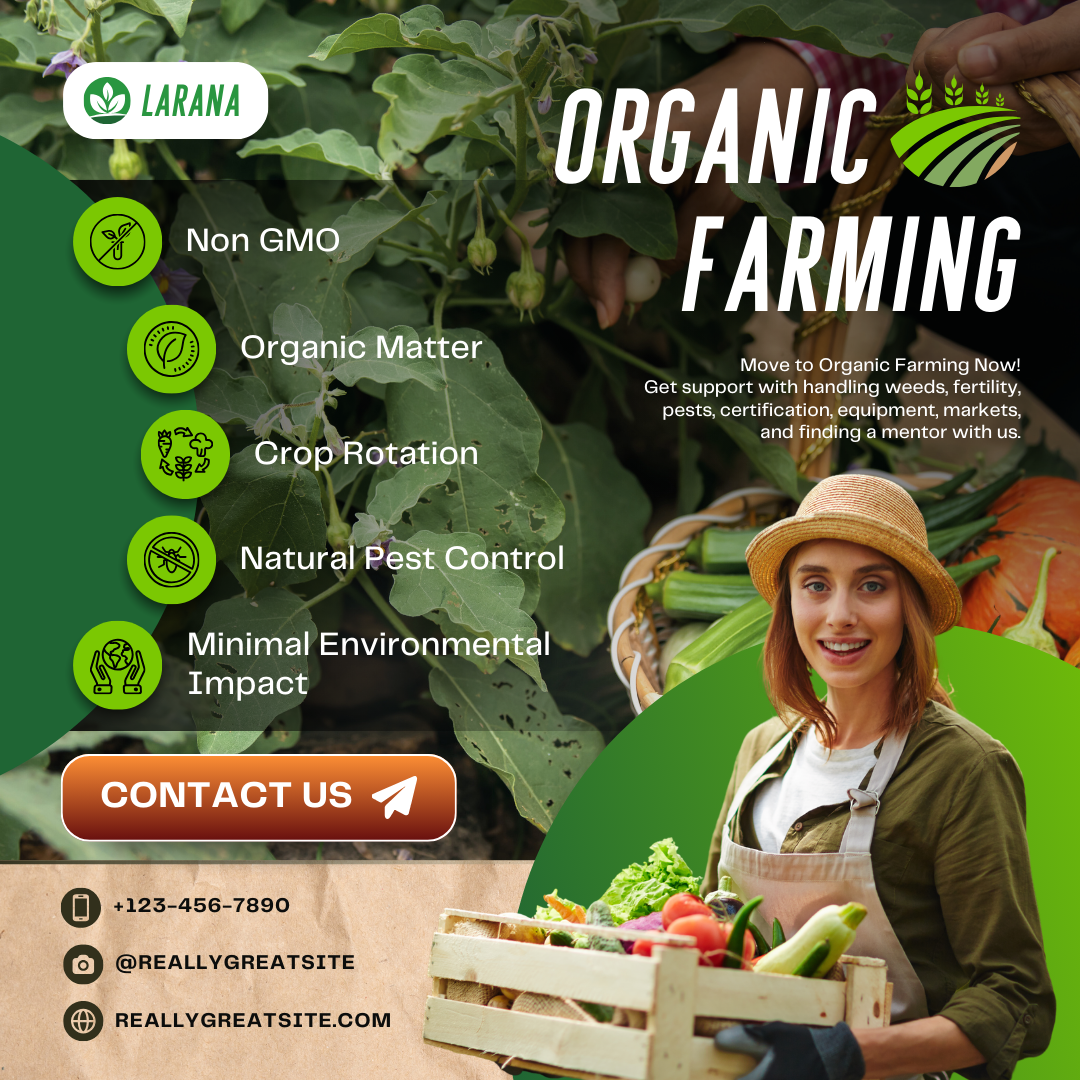 LARANA
ORGANIC
FARMING
Move to Organic Farming Now!
Get support with handling weeds, fertility,
pests, certification, equipment, markets,
and finding a mentor with us.
Non GMO
Organic Matter
Crop Rotation
Natural Pest Control
Minimal Environmental
Impact
CONTACT US
+123-456-7890
@REALLYGREATSITE
REALLYGREATSITE.COM